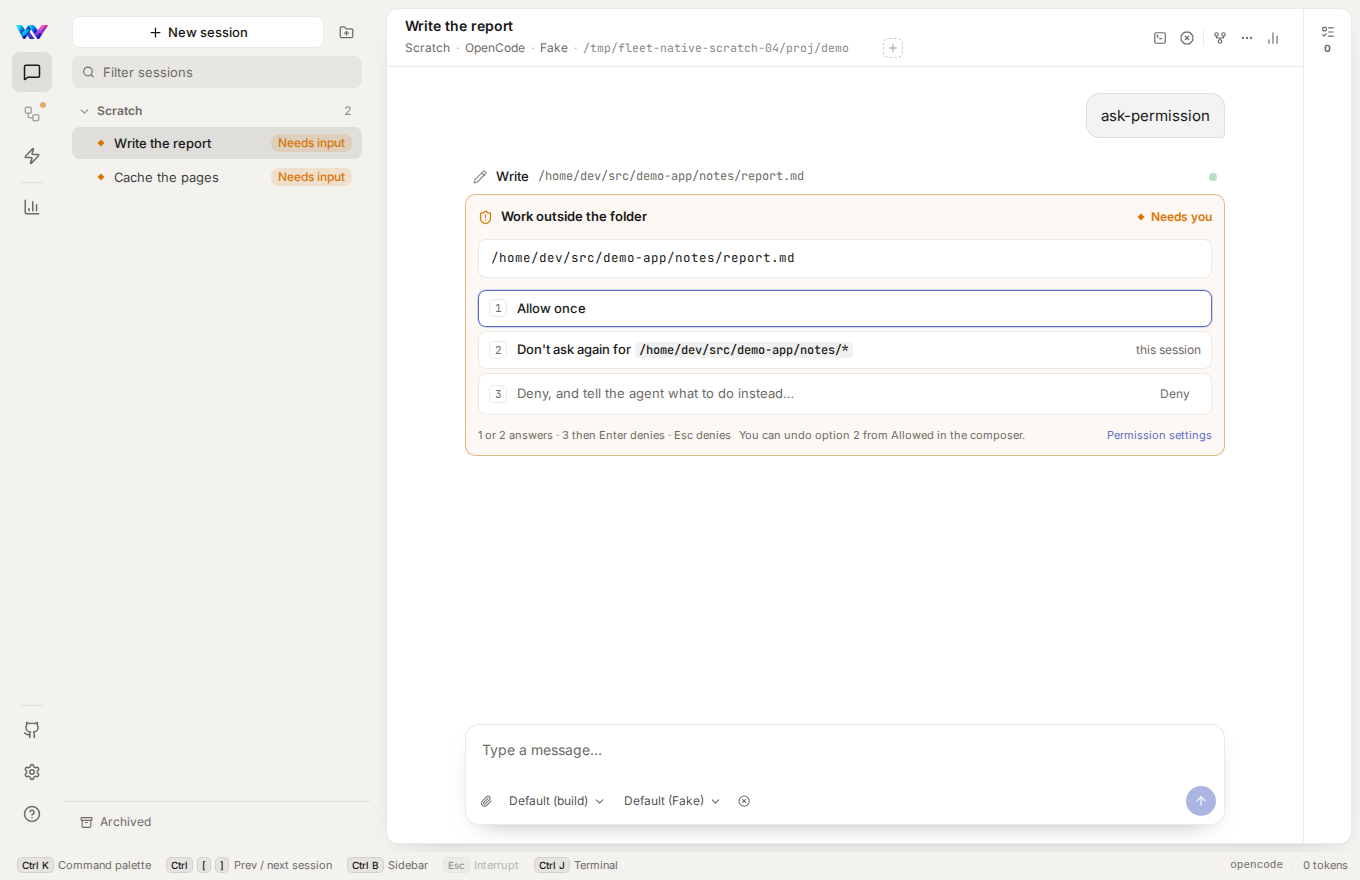 New session
Filter sessions
Scratch 2
Write the report Needs input
Cache the pages Needs input
Archived
Write the report
Scratch · OpenCode · Fake · /tmp/fleet-native-scratch-04/proj/demo
0
ask-permission
Write /home/dev/src/demo-app/notes/report.md
Work outside the folder Needs you
/home/dev/src/demo-app/notes/report.md
1 Allow once
2 Don't ask again for /home/dev/src/demo-app/notes/* this session
3 Deny, and tell the agent what to do instead... Deny
1 or 2 answers · 3 then Enter denies · Esc denies You can undo option 2 from Allowed in the composer. Permission settings
Type a message...
Default (build) Default (Fake)
Ctrl K Command palette Ctrl [ ] Prev / next session Ctrl B Sidebar Esc Interrupt Ctrl J Terminal opencode 0 tokens